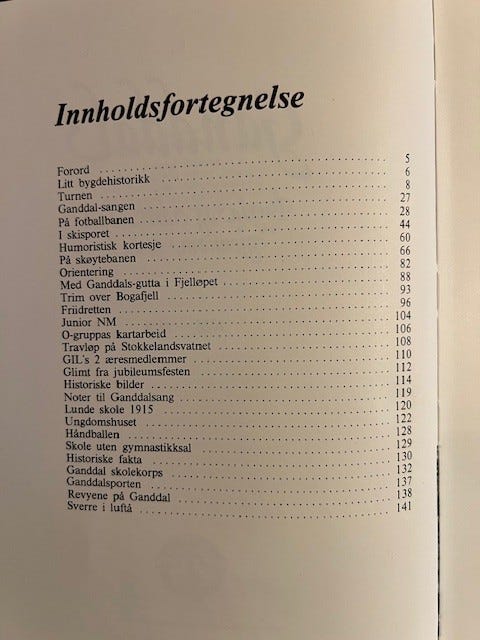 Innholdsfortegnelse
Forord 5
Litt bygdehistorikk 6
Turnen 8
Ganddal-sangen 27
På fotballbanen 28
I skisporet 44
Humoristisk kortesje 60
På skøytebanen 66
Orientering 82
Med Ganddals-gutta i Fjelløpet 88
Trim over Bogafjell 93
Friidretten 96
Junior NM 104
O-gruppas kartarbeid 106
Travløp på Stokkelandsvatnet 108
GIL's 2 æresmedlemmer 110
Glimt fra jubileumsfesten 112
Historiske bilder 114
Noter til Ganddalsang 119
Lunde skole 1915 120
Ungdomshuset 122
Håndballen 128
Skole uten gymnastikksal 129
Historiske fakta 130
Ganddal skolekorps 132
Ganddalsporten 137
Revyene på Ganddal 138
Sverre i luftå 141